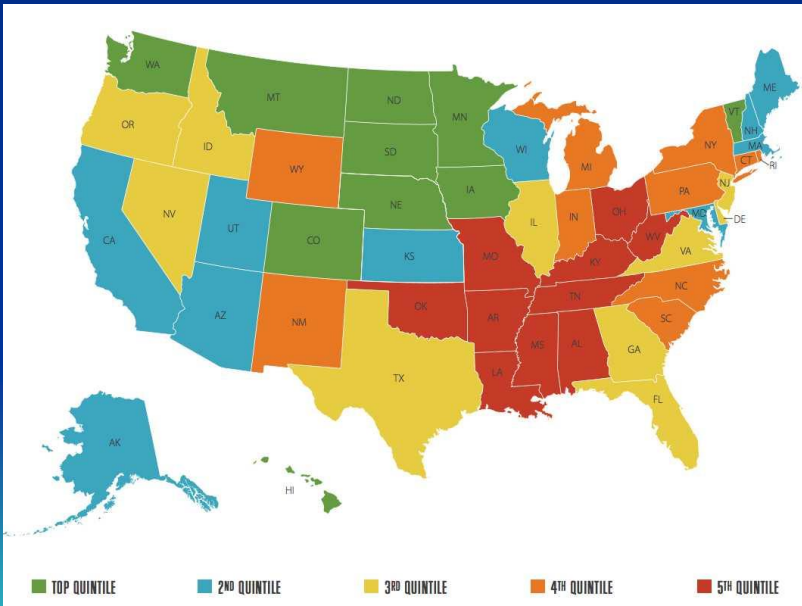 WA
MT
ND
MN
VT
ME
OR
ID
SD
WI
NH
MA
NY
RI
CT
WY
MI
IA
PA
NJ
NE
NV
OH
IL
IN
MD
DE
UT
CO
WV
CA
KS
MO
VA
KY
NC
TN
AZ
NM
OK
AR
SC
MS
AL
GA
LA
TX
FL
AK
HI
TOP QUINTILE
2ND QUINTILE
3RD QUINTILE
4TH QUINTILE
5TH QUINTILE